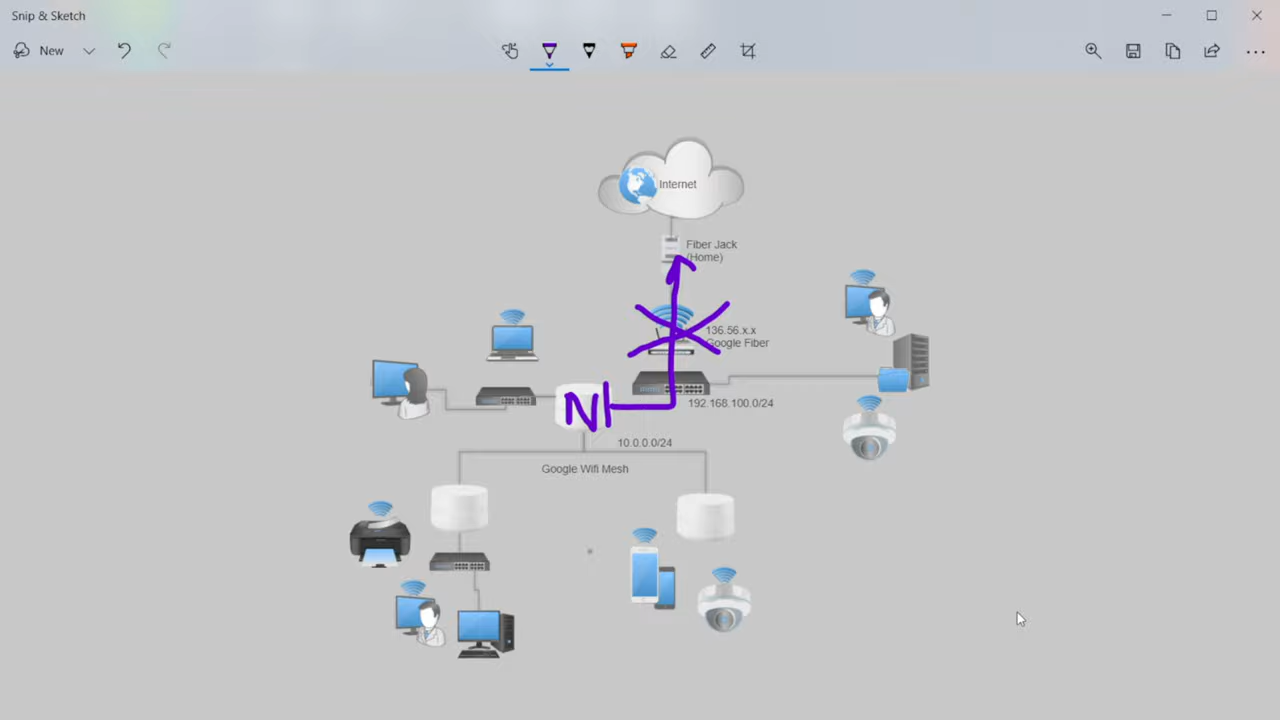 Snip & Sketch
New
Internet
Fiber Jack
(Home)
136.56.x.x
Google Fiber
192.168.100.0/24
N
10.0.0.0/24
Google Wifi Mesh